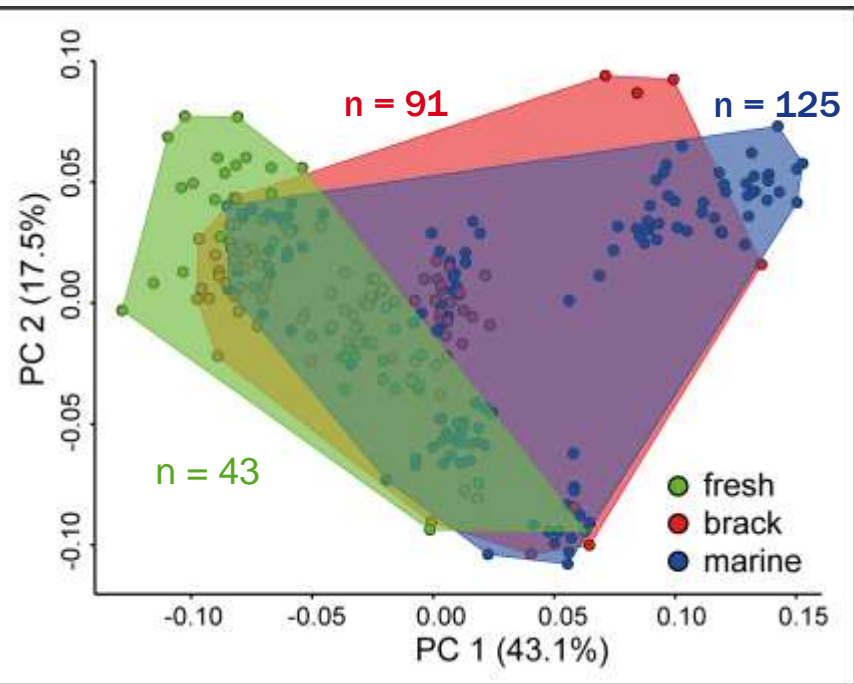 0.10
n = 91
n = 125
0.05
PC 2 (17.5%)
0.00
-0.05
n = 43
fresh
brack
-0.10
marine
-0.10 -0.05 0.00 0.05 0.10 0.15
PC 1 (43.1%)